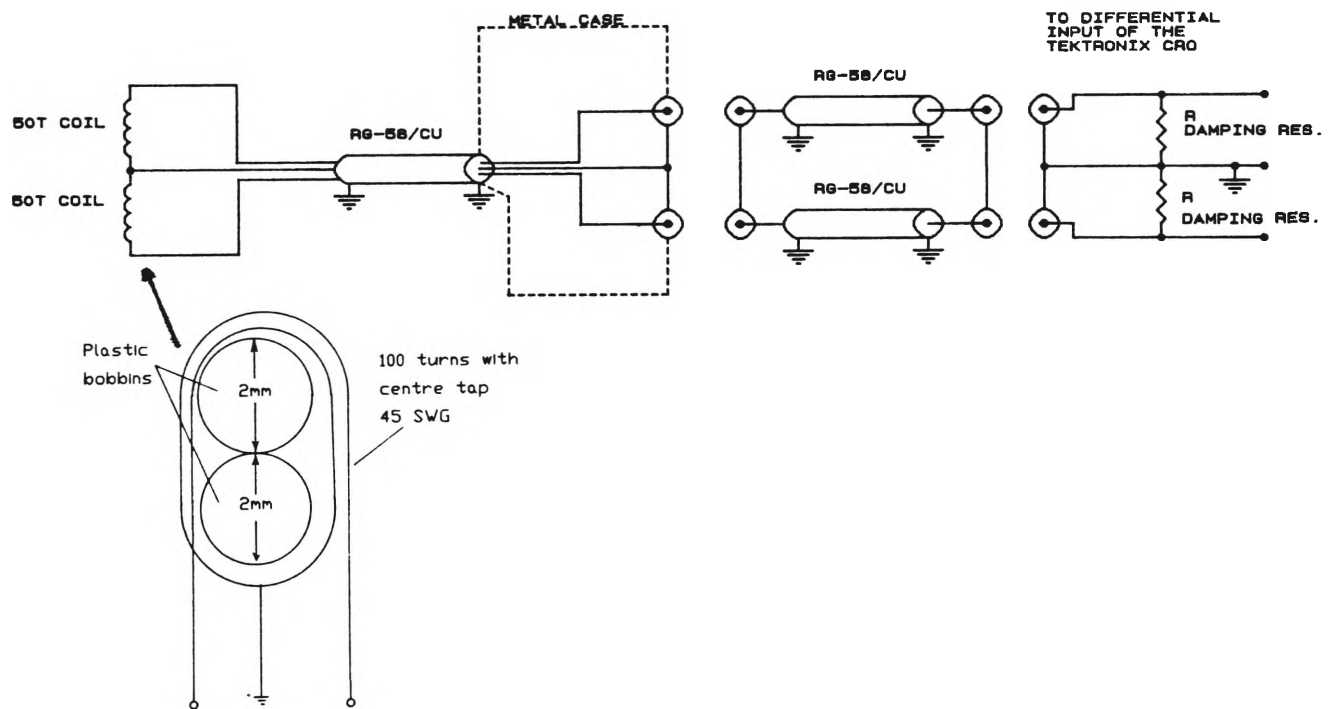 METAL CASE
TO DIFFERENTIAL
INPUT OF THE
TEKTRONIX CRO
50T COIL
RG-58/CU
RG-58/CU
R
DAMPING RES.
50T COIL
RG-58/CU
R
DAMPING RES.
Plastic
bobbins
2mm
2mm
100 turns with
centre tap
45 SWG